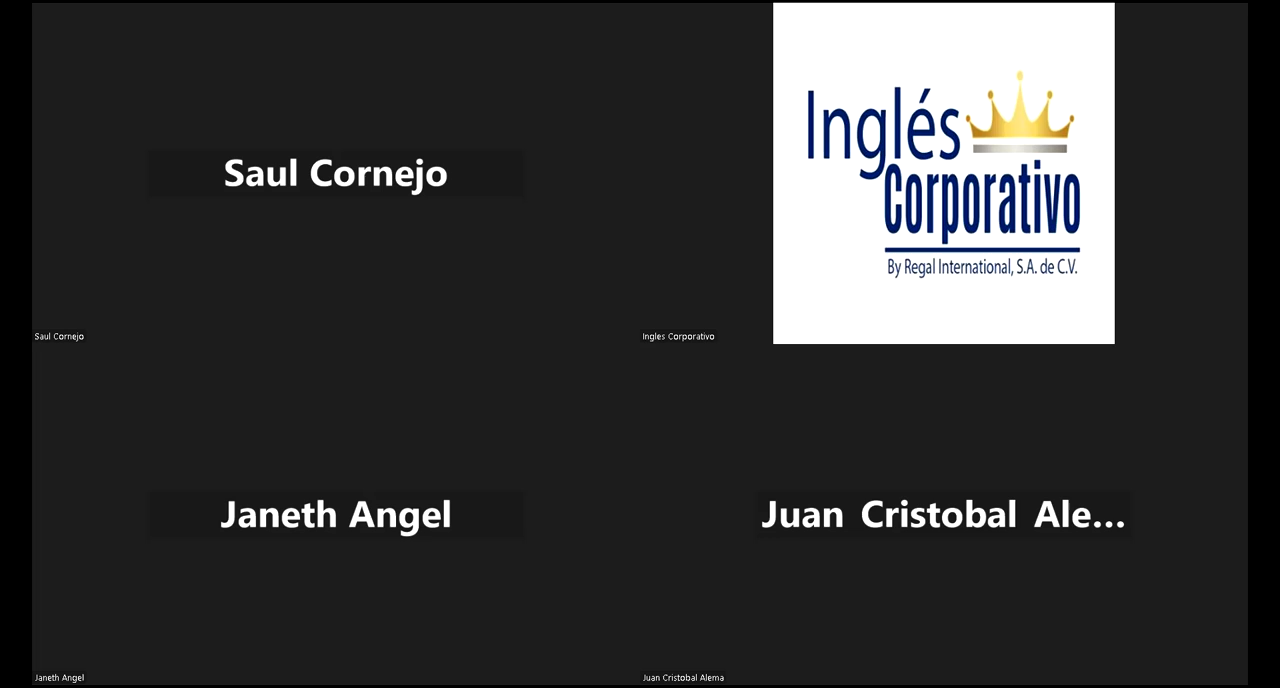 Saul Cornejo
Saul Cornejo
Inglés
Corporativo
By Regal International, S.A. de C.V.
Ingles Corporativo
Janeth Angel
Janeth Angel
Juan Cristobal Ale...
Juan Cristobal Alema